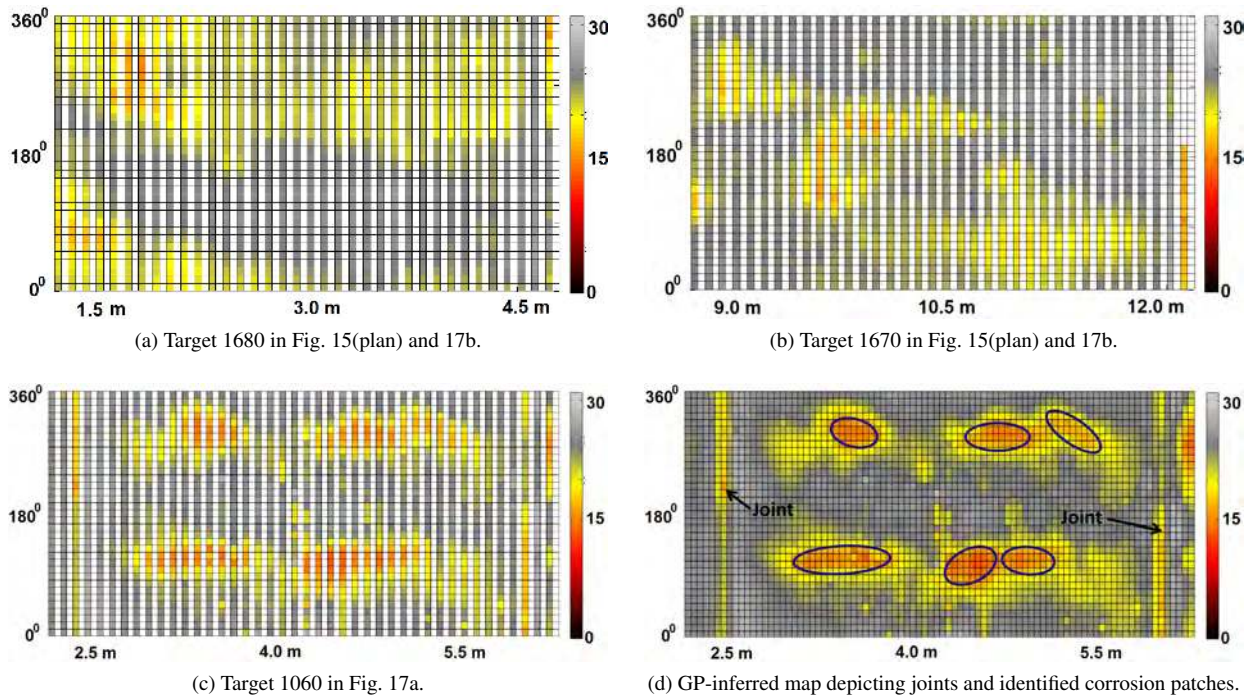 360⁰
180⁰
0⁰
1.5 m 3.0 m 4.5 m
30
15
0
(a) Target 1680 in Fig. 15(plan) and 17b.
360⁰
180⁰
0⁰
9.0 m 10.5 m 12.0 m
30
15
0
(b) Target 1670 in Fig. 15(plan) and 17b.
360⁰
180⁰
0⁰
2.5 m 4.0 m 5.5 m
30
15
0
(c) Target 1060 in Fig. 17a.
360⁰
180⁰
0⁰
Joint
Joint
2.5 m 4.0 m 5.5 m
30
15
0
(d) GP-inferred map depicting joints and identified corrosion patches.